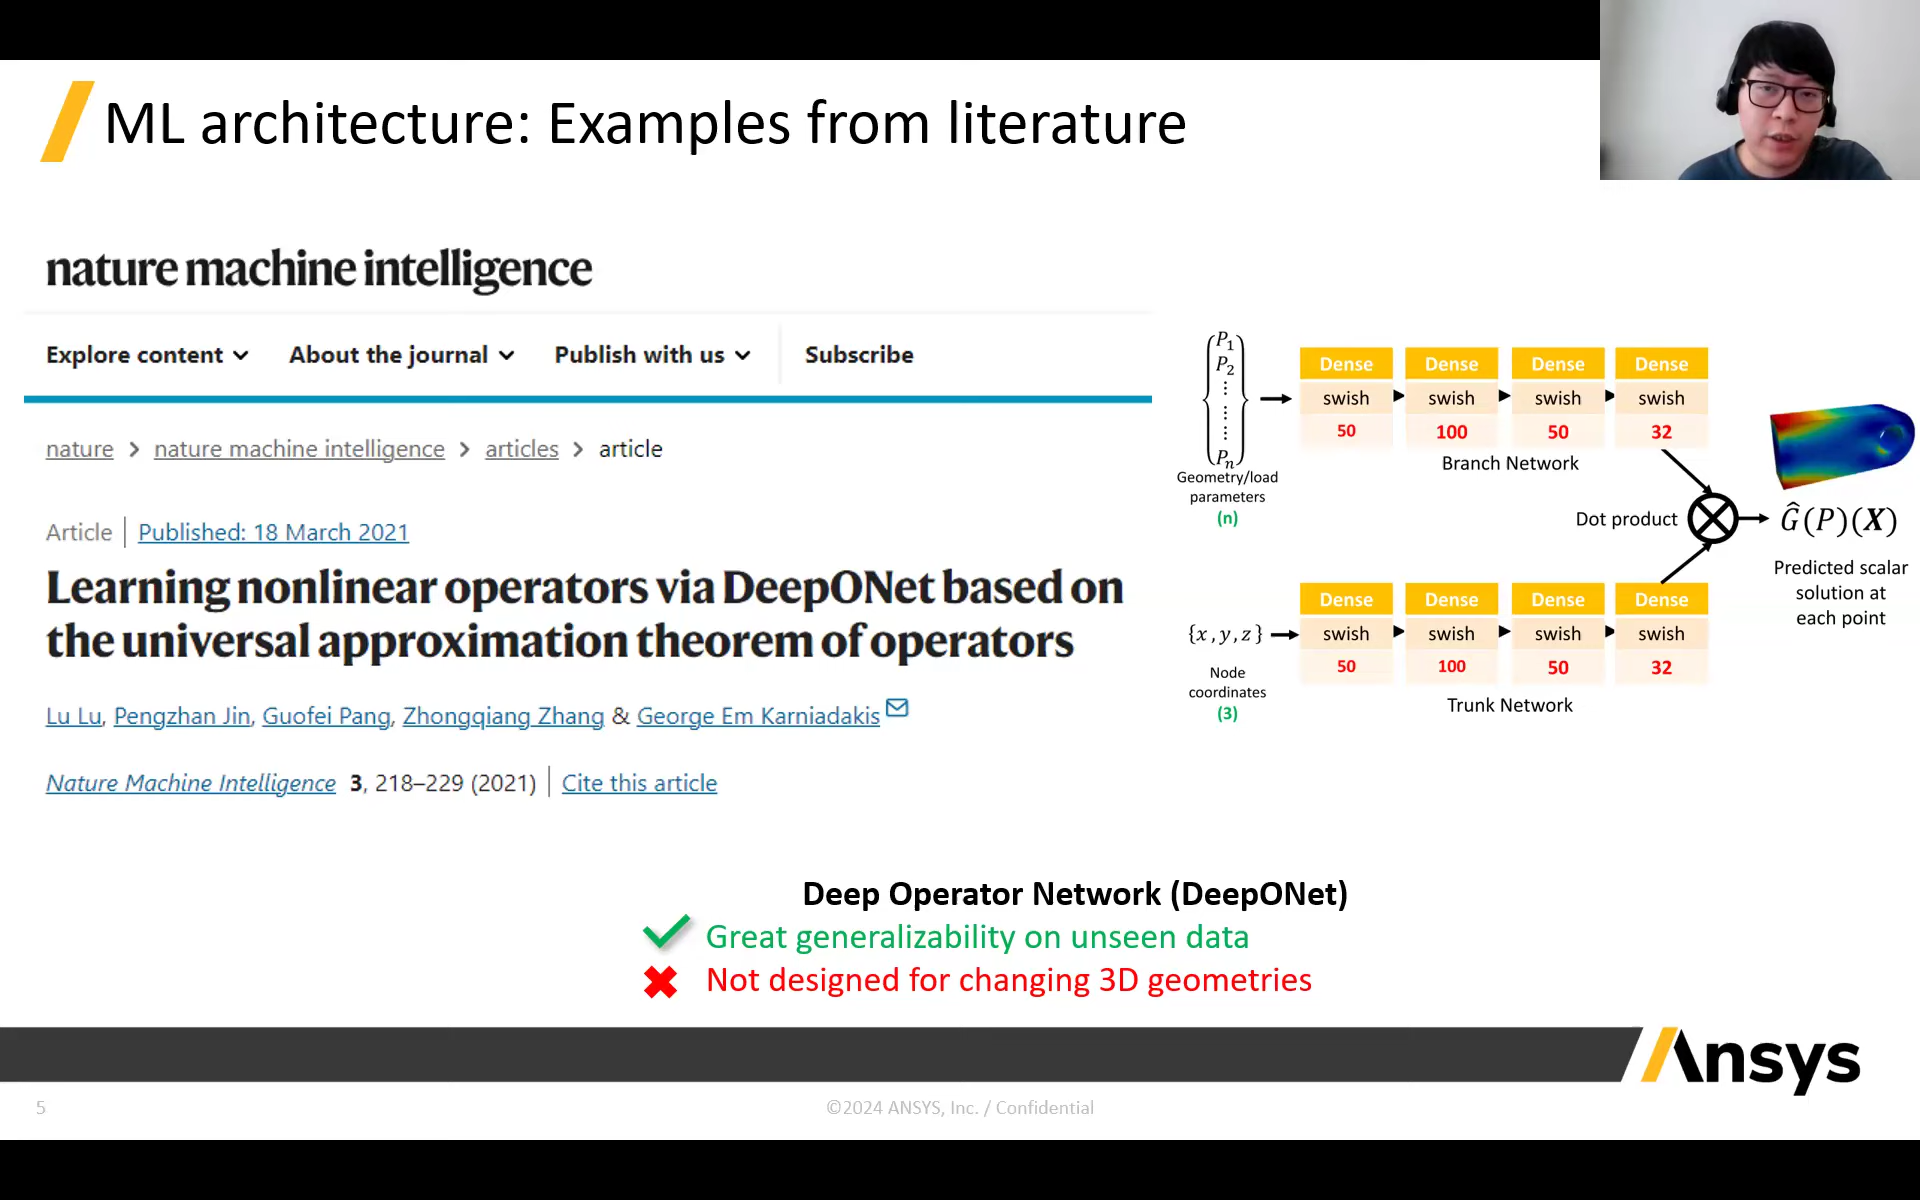 ML architecture: Examples from literature
nature machine intelligence
Explore content
About the journal
Publish with us
Subscribe
nature > nature machine intelligence > articles > article
Article | Published: 18 March 2021
Learning nonlinear operators via DeepONet based on
the universal approximation theorem of operators
Lu Lu, Pengzhan Jin, Guofei Pang, Zhongqiang Zhang & George Em Karniadakis
Nature Machine Intelligence 3, 218–229 (2021) | Cite this article
P₁
P₂
⋮
⋮
⋮
Pₙ
Geometry/load
parameters
(n)
Dense Dense Dense Dense
swish swish swish swish
50 100 50 32
Branch Network
Dot product
Ĝ(P)(X)
Predicted scalar
solution at
each point
{x,y,z}
Node
coordinates
(3)
Dense Dense Dense Dense
swish swish swish swish
50 100 50 32
Trunk Network
Deep Operator Network (DeepONet)
Great generalizability on unseen data
Not designed for changing 3D geometries
Ansys
5
©2024 ANSYS, Inc. / Confidential